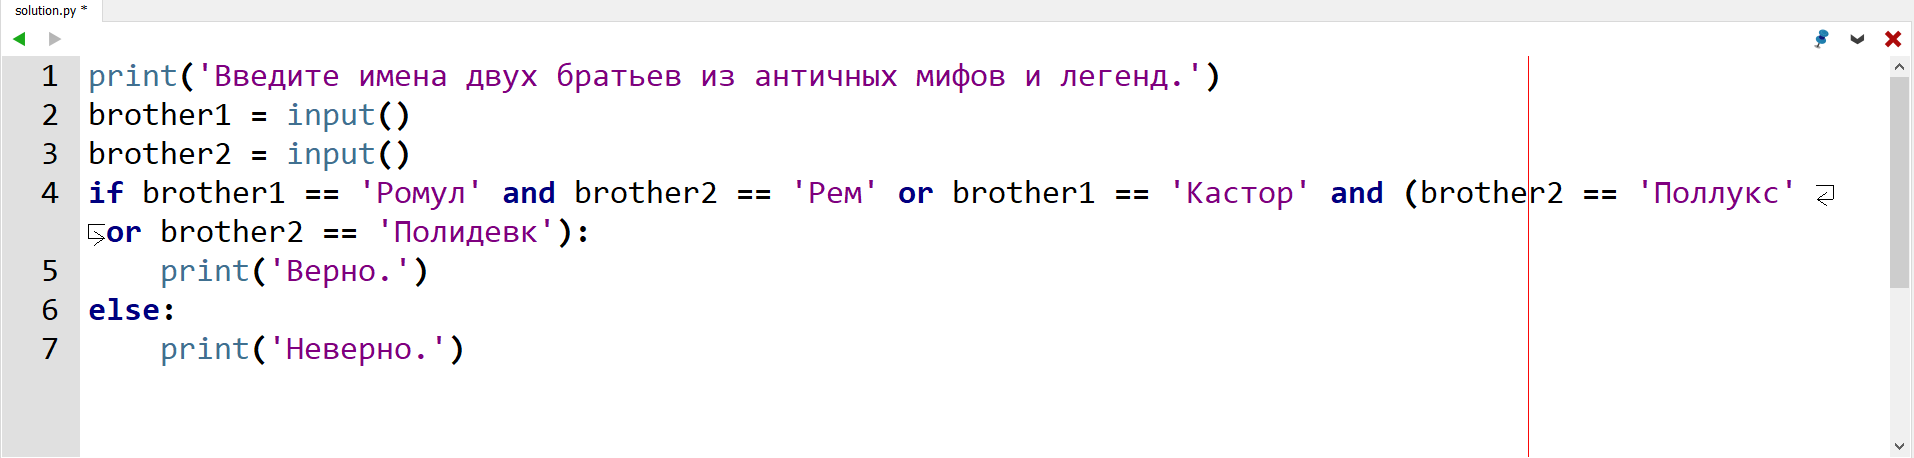 solution.py *
1 print('Введите имена двух братьев из античных мифов и легенд.')
2 brother1 = input()
3 brother2 = input()
4 if brother1 == 'Ромул' and brother2 == 'Рем' or brother1 == 'Кастор' and (brother2 == 'Поллукс'
or brother2 == 'Полидевк'):
5     print('Верно.')
6 else:
7     print('Неверно.')